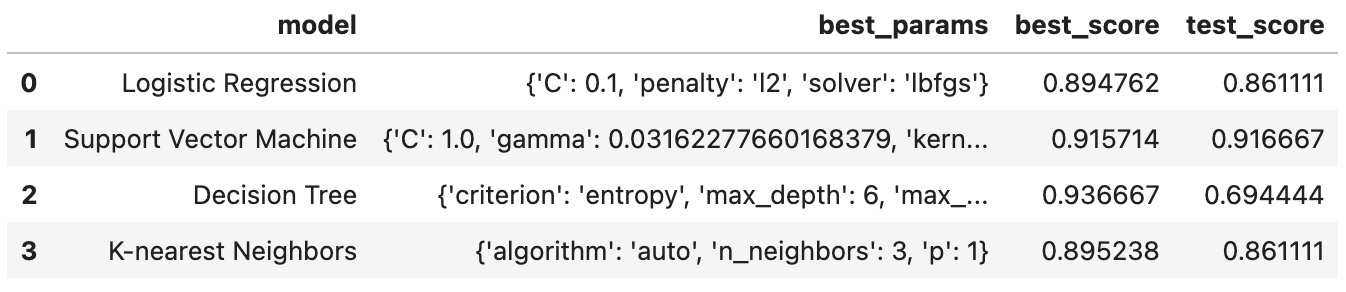 model best_params best_score test_score
0 Logistic Regression {'C': 0.1, 'penalty': 'l2', 'solver': 'lbfgs'} 0.894762 0.861111
1 Support Vector Machine {'C': 1.0, 'gamma': 0.03162277660168379, 'kern... 0.915714 0.916667
2 Decision Tree {'criterion': 'entropy', 'max_depth': 6, 'max_... 0.936667 0.694444
3 K-nearest Neighbors {'algorithm': 'auto', 'n_neighbors': 3, 'p': 1} 0.895238 0.861111